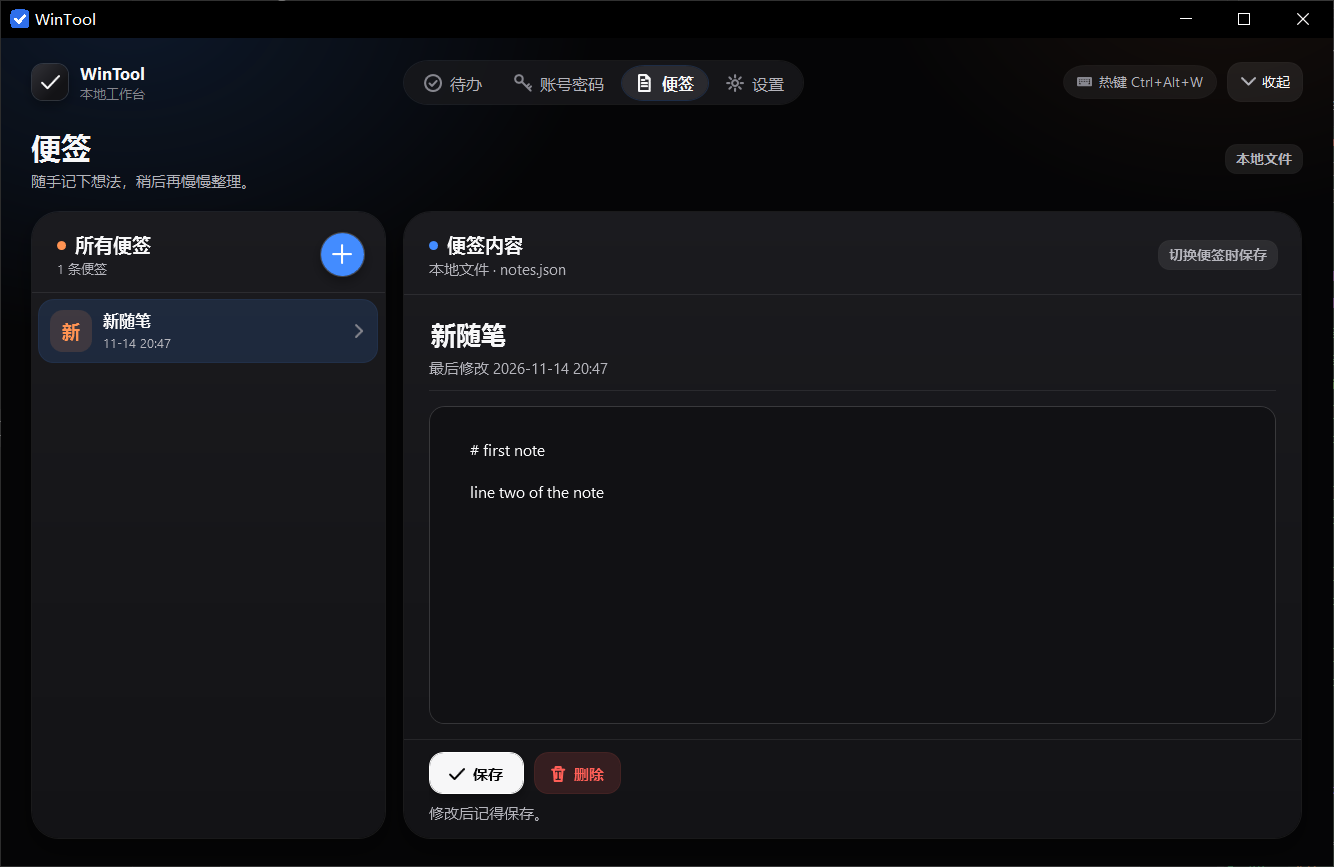 WinTool
WinTool
本地工作台
待办
账号密码
便签
设置
热键 Ctrl+Alt+W
收起
便签
随手记下想法，稍后再慢慢整理。
本地文件
所有便签
1 条便签
新
新随笔
11-14 20:47
便签内容
本地文件 · notes.json
切换便签时保存
新随笔
最后修改 2026-11-14 20:47
# first note
line two of the note
保存
删除
修改后记得保存。